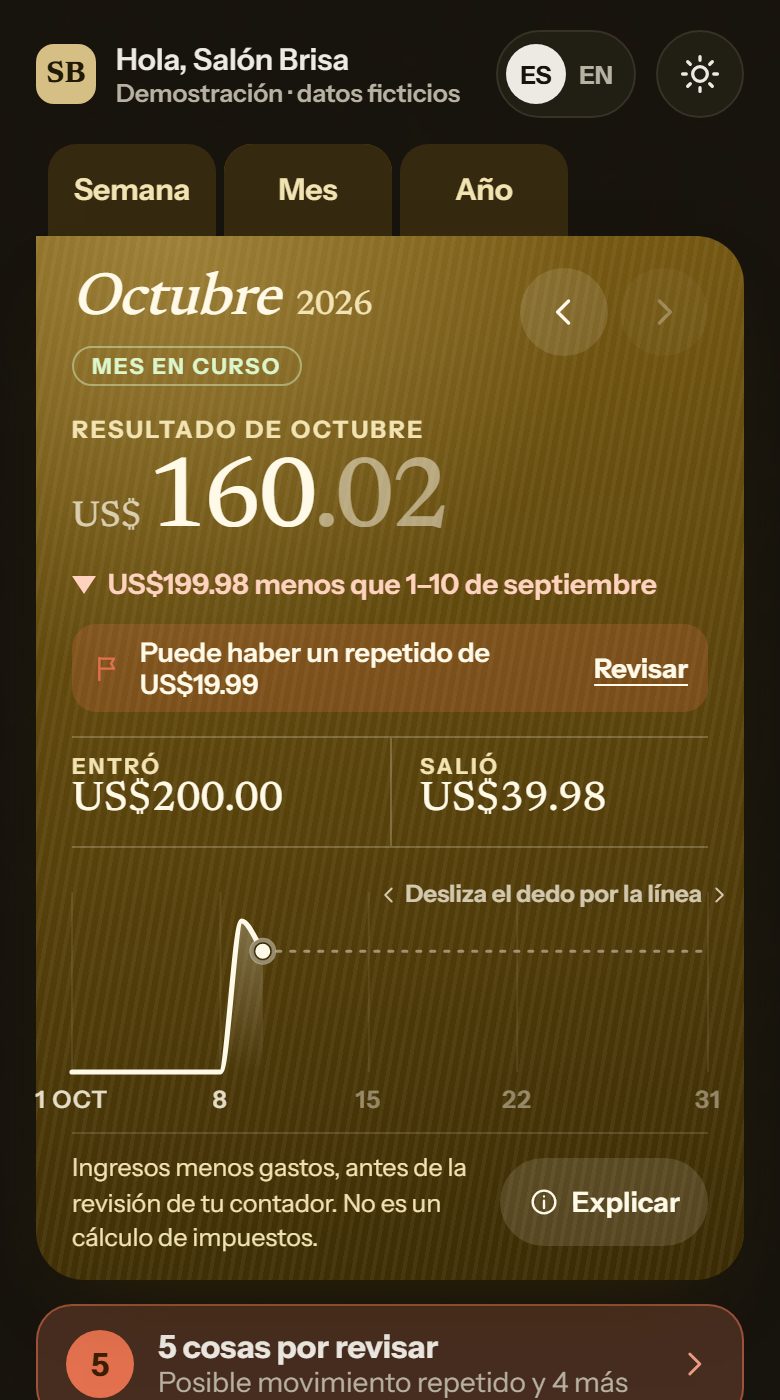 SB
Hola, Salón Brisa
Demostración · datos ficticios
ES EN
Semana Mes Año
Octubre 2026
MES EN CURSO
RESULTADO DE OCTUBRE
US$ 160.02
US$199.98 menos que 1–10 de septiembre
Puede haber un repetido de
US$19.99
Revisar
ENTRÓ
US$200.00
SALIÓ
US$39.98
Desliza el dedo por la línea
1 OCT 8 15 22 31
Ingresos menos gastos, antes de la
revisión de tu contador. No es un
cálculo de impuestos.
Explicar
5
5 cosas por revisar
Posible movimiento repetido y 4 más